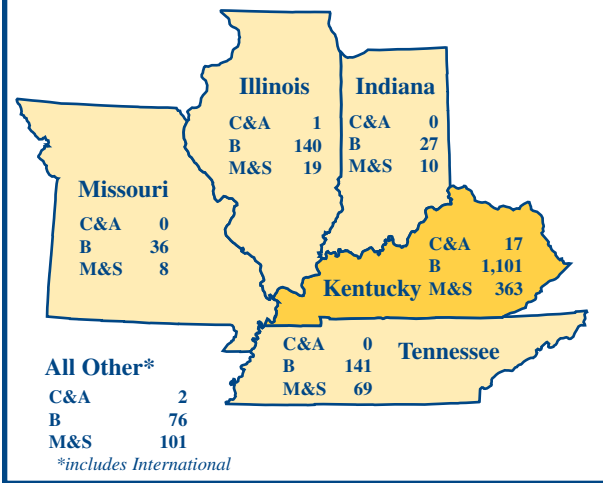 Illinois
C&A 1
B 140
M&S 19
Indiana
C&A 0
B 27
M&S 10
Missouri
C&A 0
B 36
M&S 8
Kentucky
C&A 17
B 1,101
M&S 363
Tennessee
C&A 0
B 141
M&S 69
All Other*
C&A 2
B 76
M&S 101
*includes International